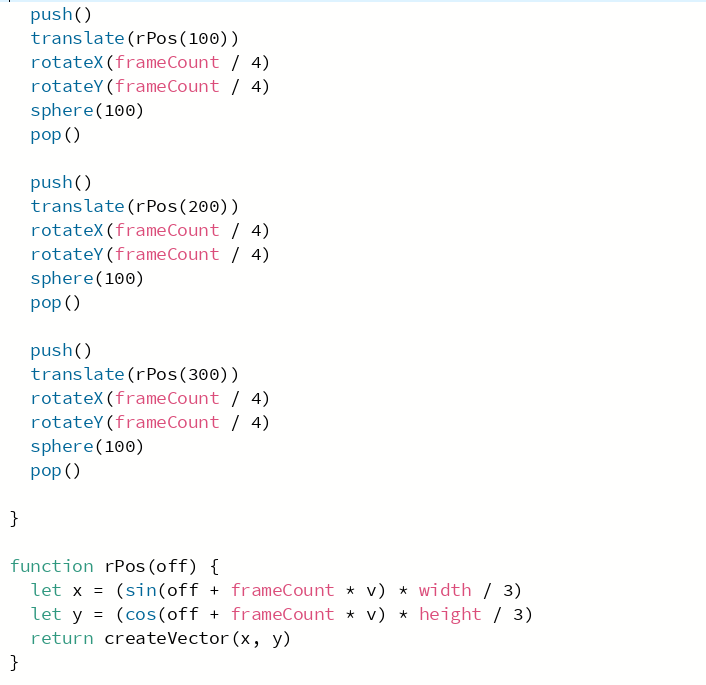 push()
translate(rPos(100))
rotateX(frameCount / 4)
rotateY(frameCount / 4)
sphere(100)
pop()

push()
translate(rPos(200))
rotateX(frameCount / 4)
rotateY(frameCount / 4)
sphere(100)
pop()

push()
translate(rPos(300))
rotateX(frameCount / 4)
rotateY(frameCount / 4)
sphere(100)
pop()

}

function rPos(off) {
  let x = (sin(off + frameCount * v) * width / 3)
  let y = (cos(off + frameCount * v) * height / 3)
  return createVector(x, y)
}